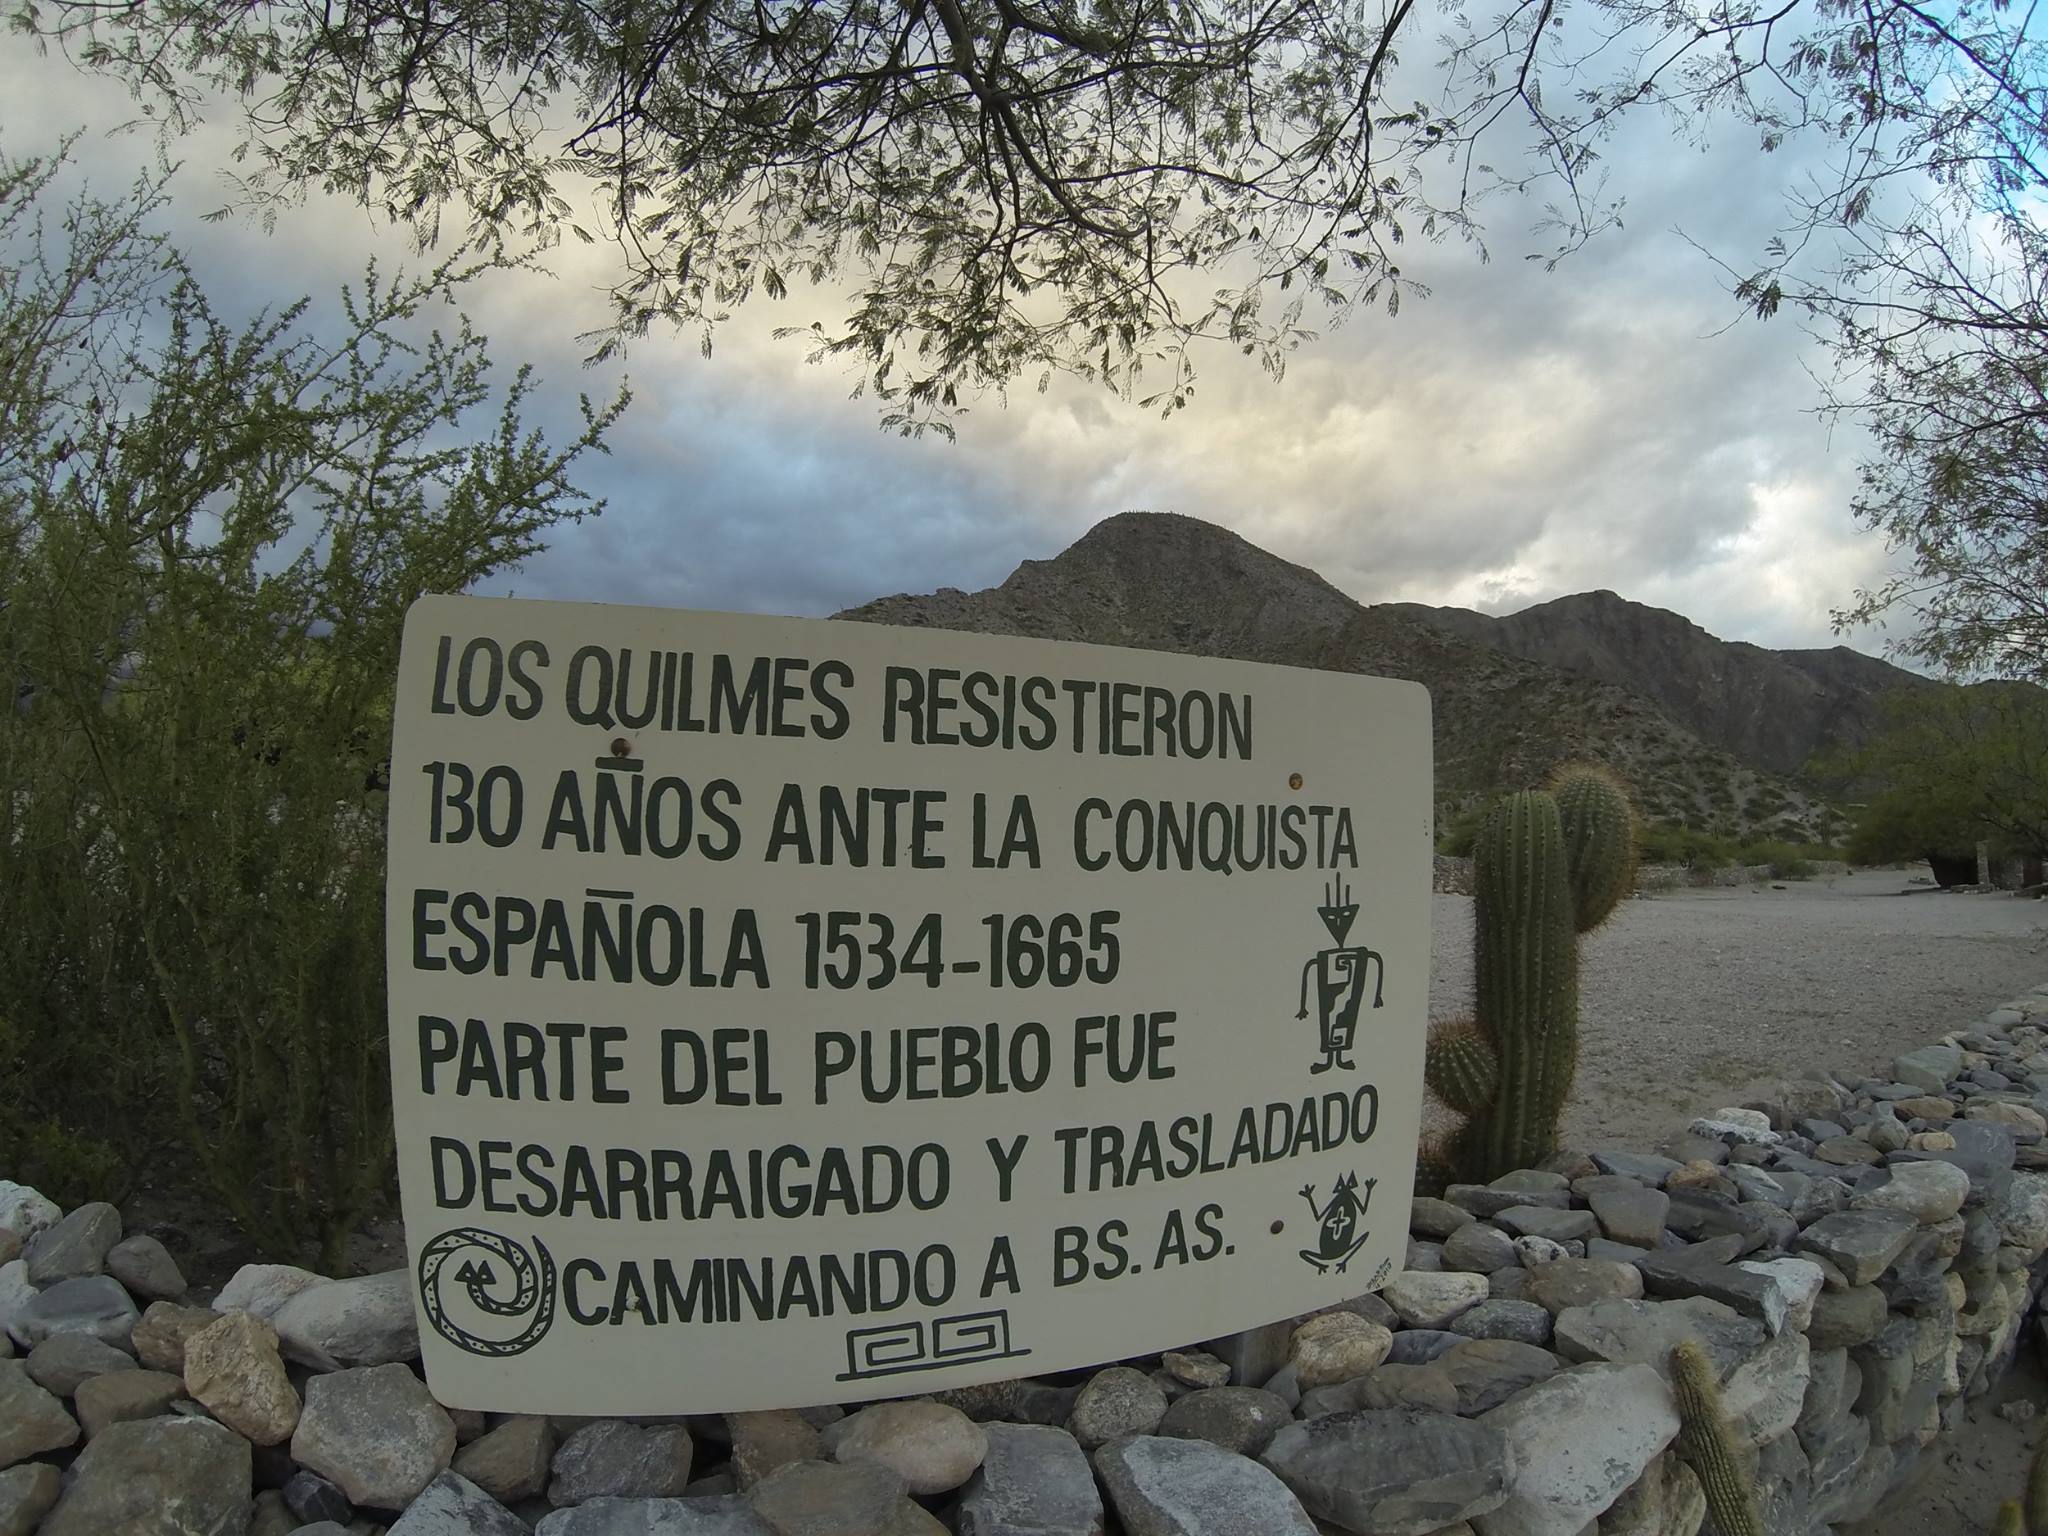 LOS QUILMES RESISTIERON
130 AÑOS ANTE LA CONQUISTA
ESPAÑOLA 1534-1665
PARTE DEL PUEBLO FUE
DESARRAIGADO Y TRASLADADO
CAMINANDO A BS. AS.